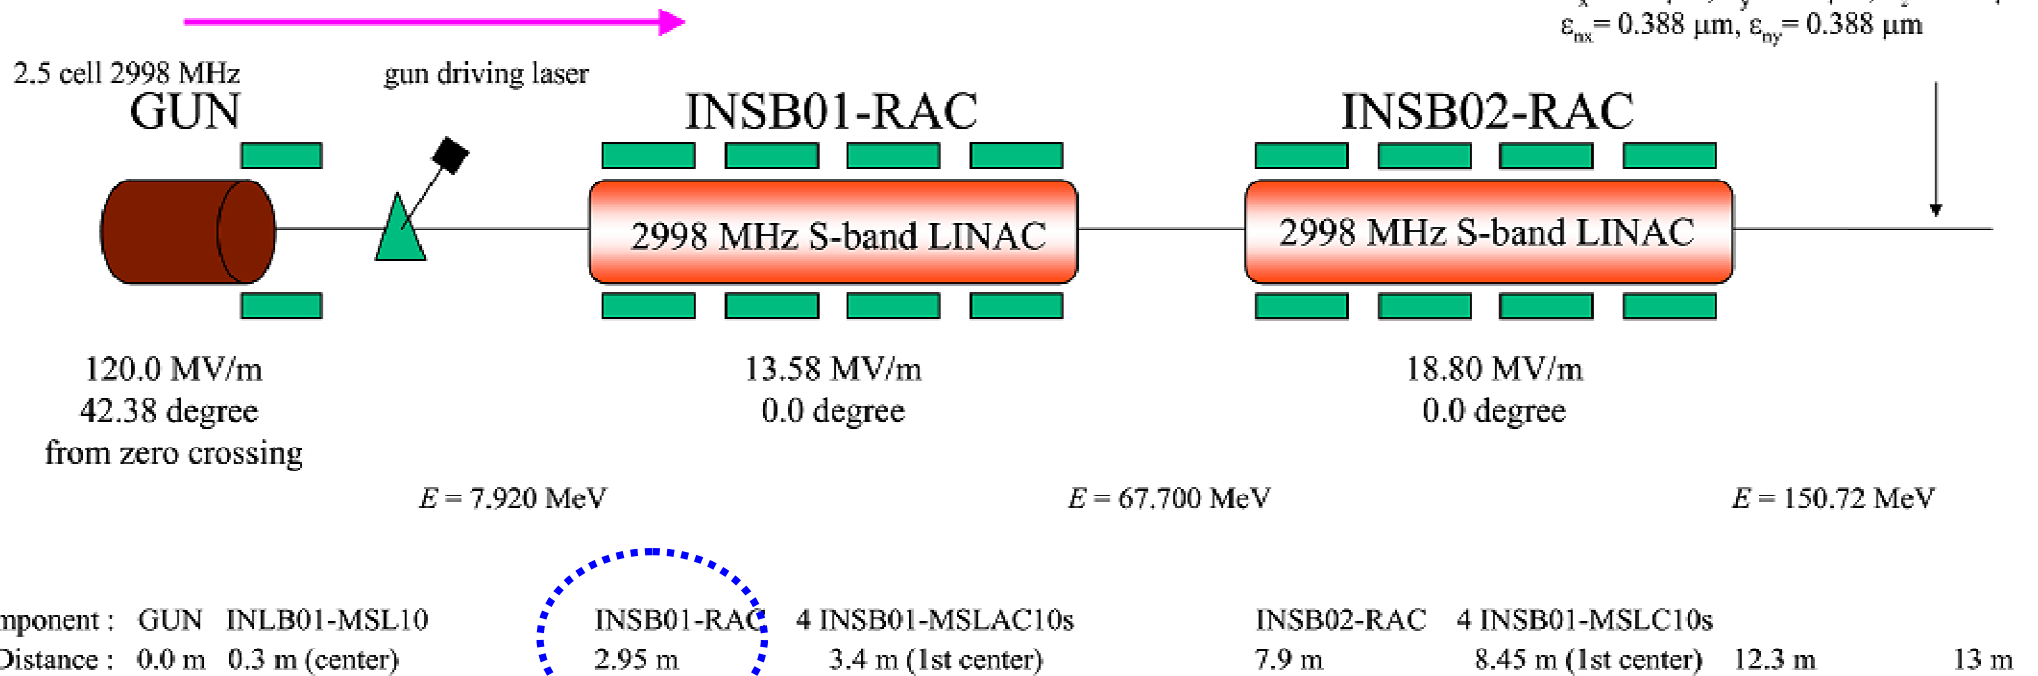 εnx= 0.388 μm, εny= 0.388 μm
2.5 cell 2998 MHz
gun driving laser
GUN
INSB01-RAC
INSB02-RAC
2998 MHz S-band LINAC
2998 MHz S-band LINAC
120.0 MV/m
42.38 degree
from zero crossing
13.58 MV/m
0.0 degree
18.80 MV/m
0.0 degree
E = 7.920 MeV
E = 67.700 MeV
E = 150.72 MeV
mponent : GUN INLB01-MSL10 INSB01-RAC 4 INSB01-MSLAC10s INSB02-RAC 4 INSB01-MSLC10s
Distance : 0.0 m 0.3 m (center) 2.95 m 3.4 m (1st center) 7.9 m 8.45 m (1st center) 12.3 m 13 m